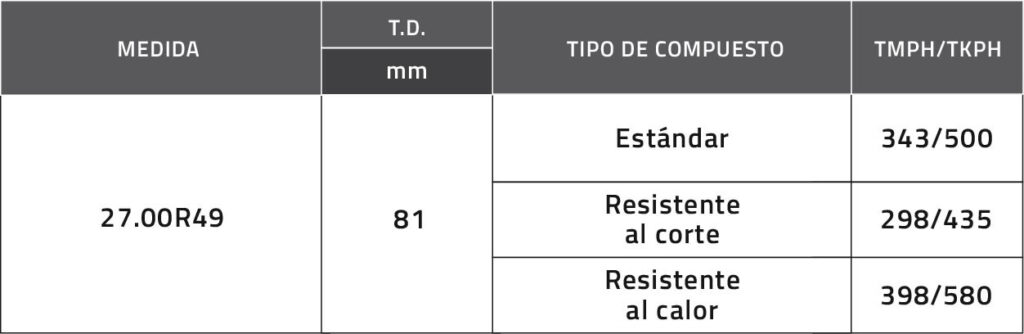 MEDIDA
T.D.
mm
TIPO DE COMPUESTO
TMPH/TKPH
27.00R49
81
Estándar
343/500
Resistente
al corte
298/435
Resistente
al calor
398/580